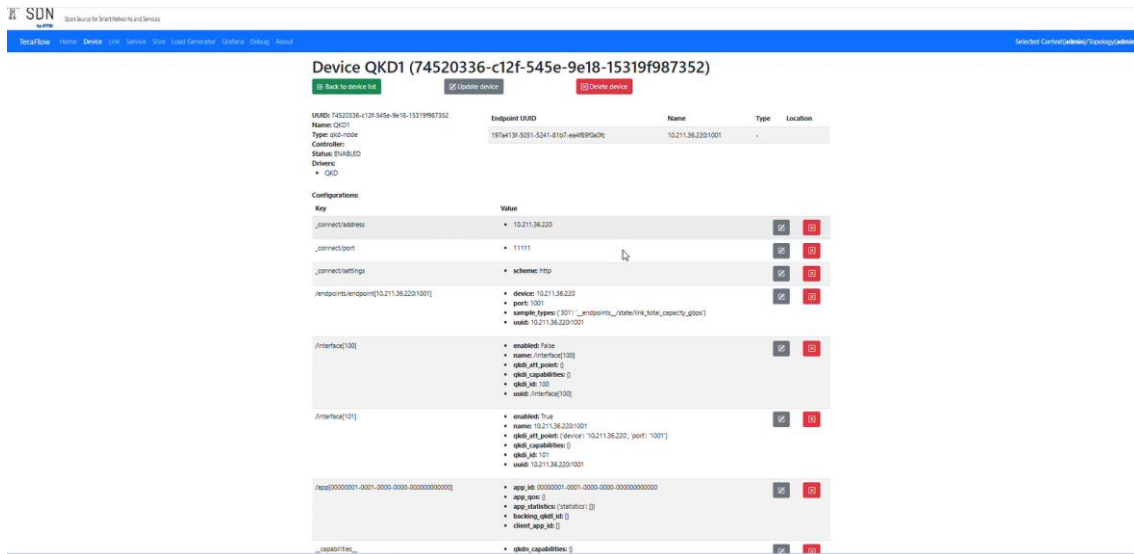 SDN
Open Source for Smart Networks and Services
by ETSI
TeraFlow Home Device Link Service Slice Load Generator Grafana Debug About
Selected Context(admin)/Topology(admin
Device QKD1 (74520336-c12f-545e-9e18-15319f987352)
Back to device list Update device Delete device
UUID: 74520336-c12f-545e-9e18-15319f987352
Name: QKD1
Type: qkd-node
Controller:
Status: ENABLED
Drivers:
• QKD
Endpoint UUID Name Type Location
197a413f-5051-5241-81b7-ea4f89f0a0fc 10.211.36.220:1001 -
Configurations:
Key Value
_connect/address • 10.211.36.220
_connect/port • 11111
_connect/settings • scheme: http
/endpoints/endpoint[10.211.36.220:1001] • device: 10.211.36.220
• port: 1001
• sample_types: {'301': '__endpoints__/state/link_total_capacity_gbps'}
• uuid: 10.211.36.220:1001
/interface[100] • enabled: False
• name: /interface[100]
• qkdi_att_point: {}
• qkdi_capabilities: {}
• qkdi_id: 100
• uuid: /interface[100]
/interface[101] • enabled: True
• name: 10.211.36.220:1001
• qkdi_att_point: {'device': '10.211.36.220', 'port': '1001'}
• qkdi_capabilities: {}
• qkdi_id: 101
• uuid: 10.211.36.220:1001
/app[00000001-0001-0000-0000-000000000000] • app_id: 00000001-0001-0000-0000-000000000000
• app_qos: {}
• app_statistics: {'statistics': []}
• backing_qkdl_id: []
• client_app_id: []
__capabilities__ • qkdn_capabilities: {}